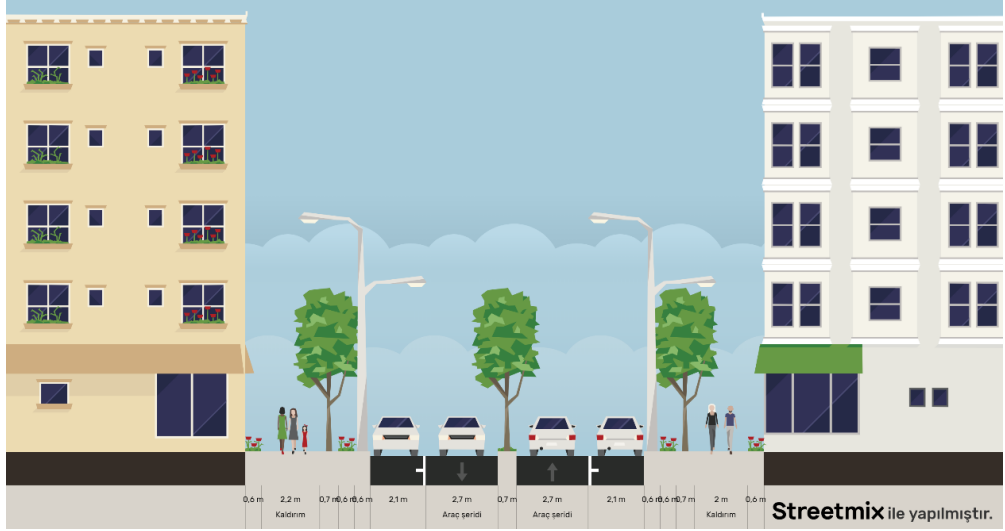 0,6 m 2,2 m 0,7 m 0,6 m 0,6 m 2,1 m 2,7 m 0,7 m 2,7 m 2,1 m 0,6 m 0,6 m 0,7 m 2 m 0,6 m
Kaldırım Araç şeridi Araç şeridi Kaldırım
Streetmix ile yapılmıştır.